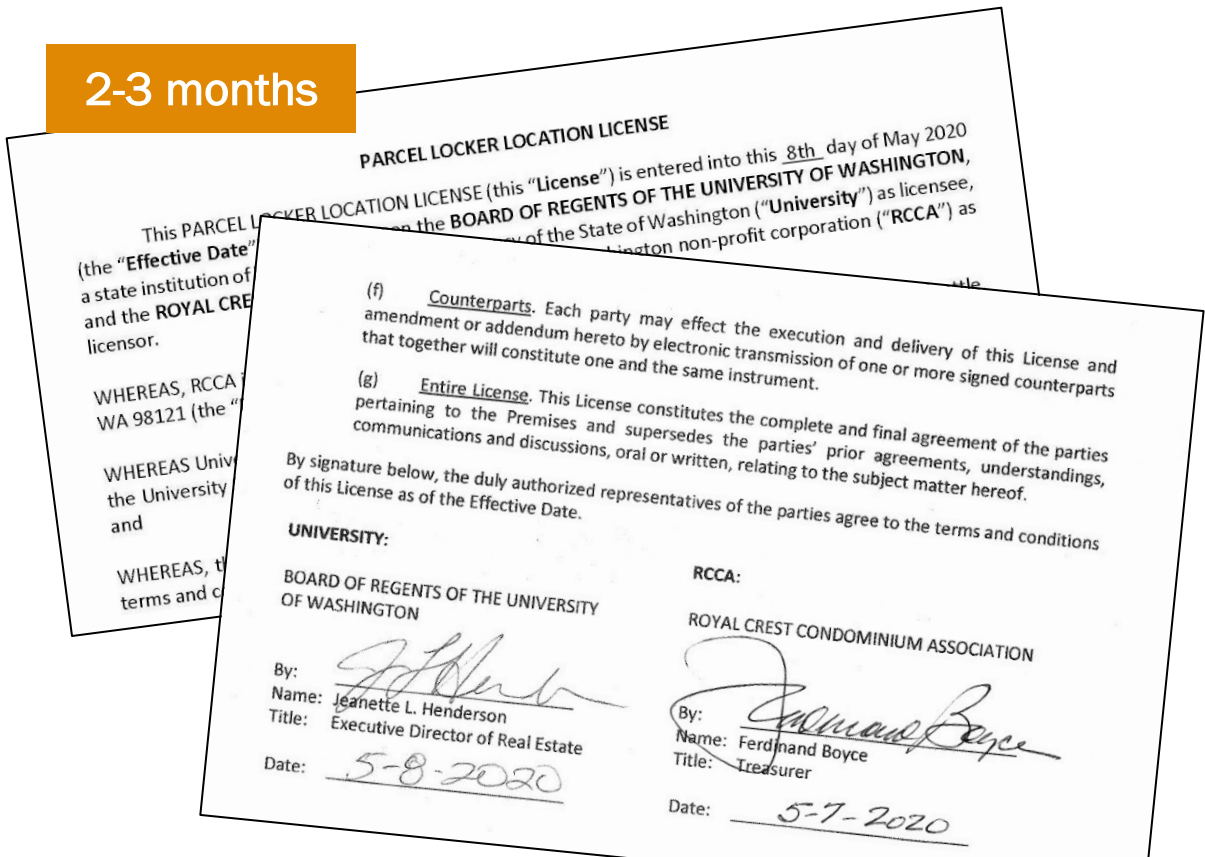 2-3 months
PARCEL LOCKER LOCATION LICENSE
This PARCEL LOCKER LOCATION LICENSE (this “License”) is entered into this 8th day of May 2020
(the “Effective Date” the BOARD OF REGENTS OF THE UNIVERSITY OF WASHINGTON,
a state institution of of the State of Washington (“University”) as licensee,
and the ROYAL CRE non-profit corporation (“RCCA”) as
licensor.
WHEREAS, RCCA
WA 98121 (the “
WHEREAS Univ
the University
and
WHEREAS, t
terms and c
(f) Counterparts. Each party may effect the execution and delivery of this License and
amendment or addendum hereto by electronic transmission of one or more signed counterparts
that together will constitute one and the same instrument.
(g) Entire License. This License constitutes the complete and final agreement of the parties
pertaining to the Premises and supersedes the parties’ prior agreements, understandings,
communications and discussions, oral or written, relating to the subject matter hereof.
By signature below, the duly authorized representatives of the parties agree to the terms and conditions
of this License as of the Effective Date.
UNIVERSITY:
BOARD OF REGENTS OF THE UNIVERSITY
OF WASHINGTON
By:
Name: Jeanette L. Henderson
Title: Executive Director of Real Estate
Date: 5-8-2020
RCCA:
ROYAL CREST CONDOMINIUM ASSOCIATION
By: Ferdinand Boyce
Name: Ferdinand Boyce
Title: Treasurer
Date: 5-7-2020